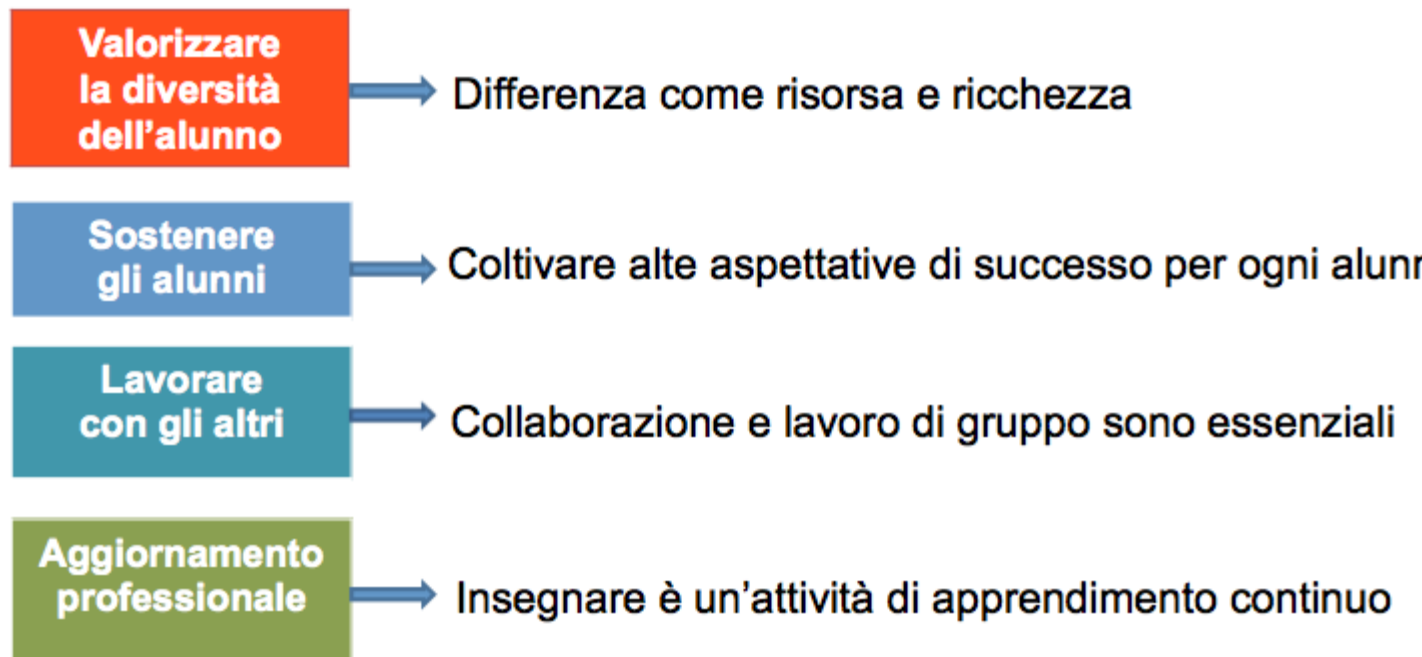 Valorizzare
la diversità
dell'alunno
Differenza come risorsa e ricchezza
Sostenere
gli alunni
Coltivare alte aspettative di successo per ogni
Lavorare
con gli altri
Collaborazione e lavoro di gruppo sono essenziali
Aggiornamento
professionale
Insegnare è un'attività di apprendimento continuo